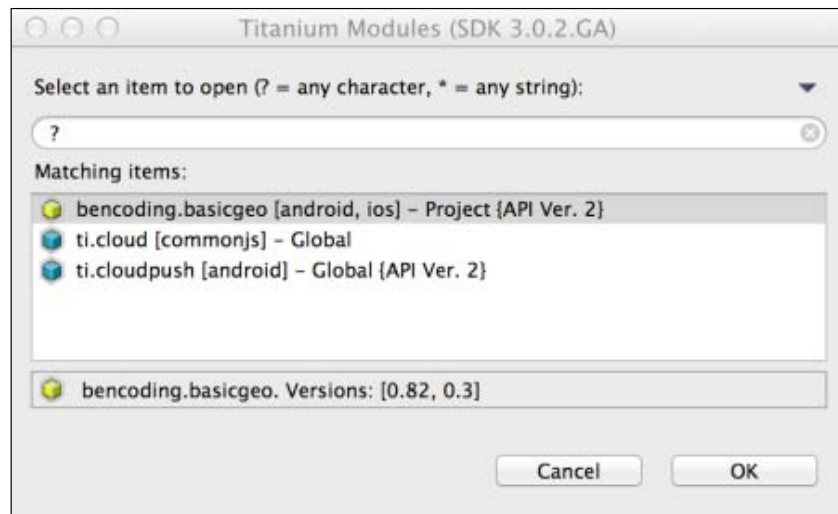 Titanium Modules (SDK 3.0.2.GA)
Select an item to open (? = any character, * = any string):
?
Matching items:
bencoding.basicgeo [android, ios] – Project {API Ver. 2}
ti.cloud [commonjs] – Global
ti.cloudpush [android] – Global {API Ver. 2}
bencoding.basicgeo. Versions: [0.82, 0.3]
Cancel OK